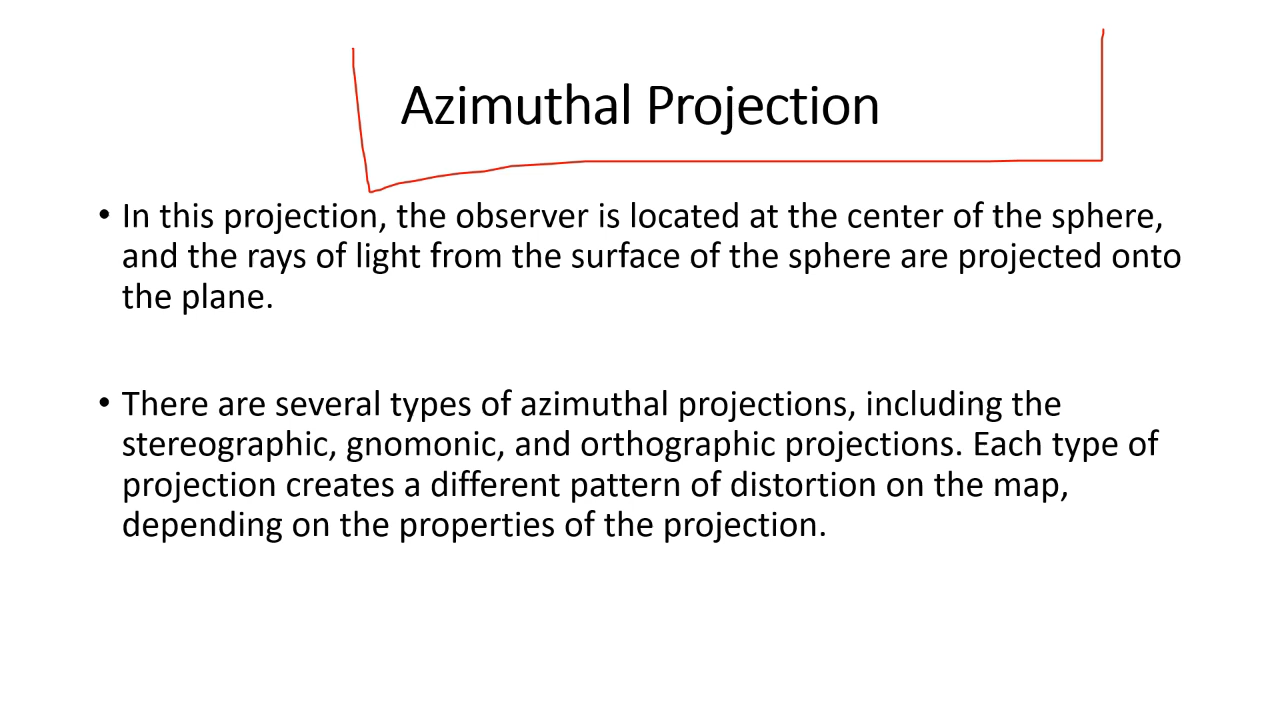 Azimuthal Projection
• In this projection, the observer is located at the center of the sphere,
and the rays of light from the surface of the sphere are projected onto
the plane.
• There are several types of azimuthal projections, including the
stereographic, gnomonic, and orthographic projections. Each type of
projection creates a different pattern of distortion on the map,
depending on the properties of the projection.